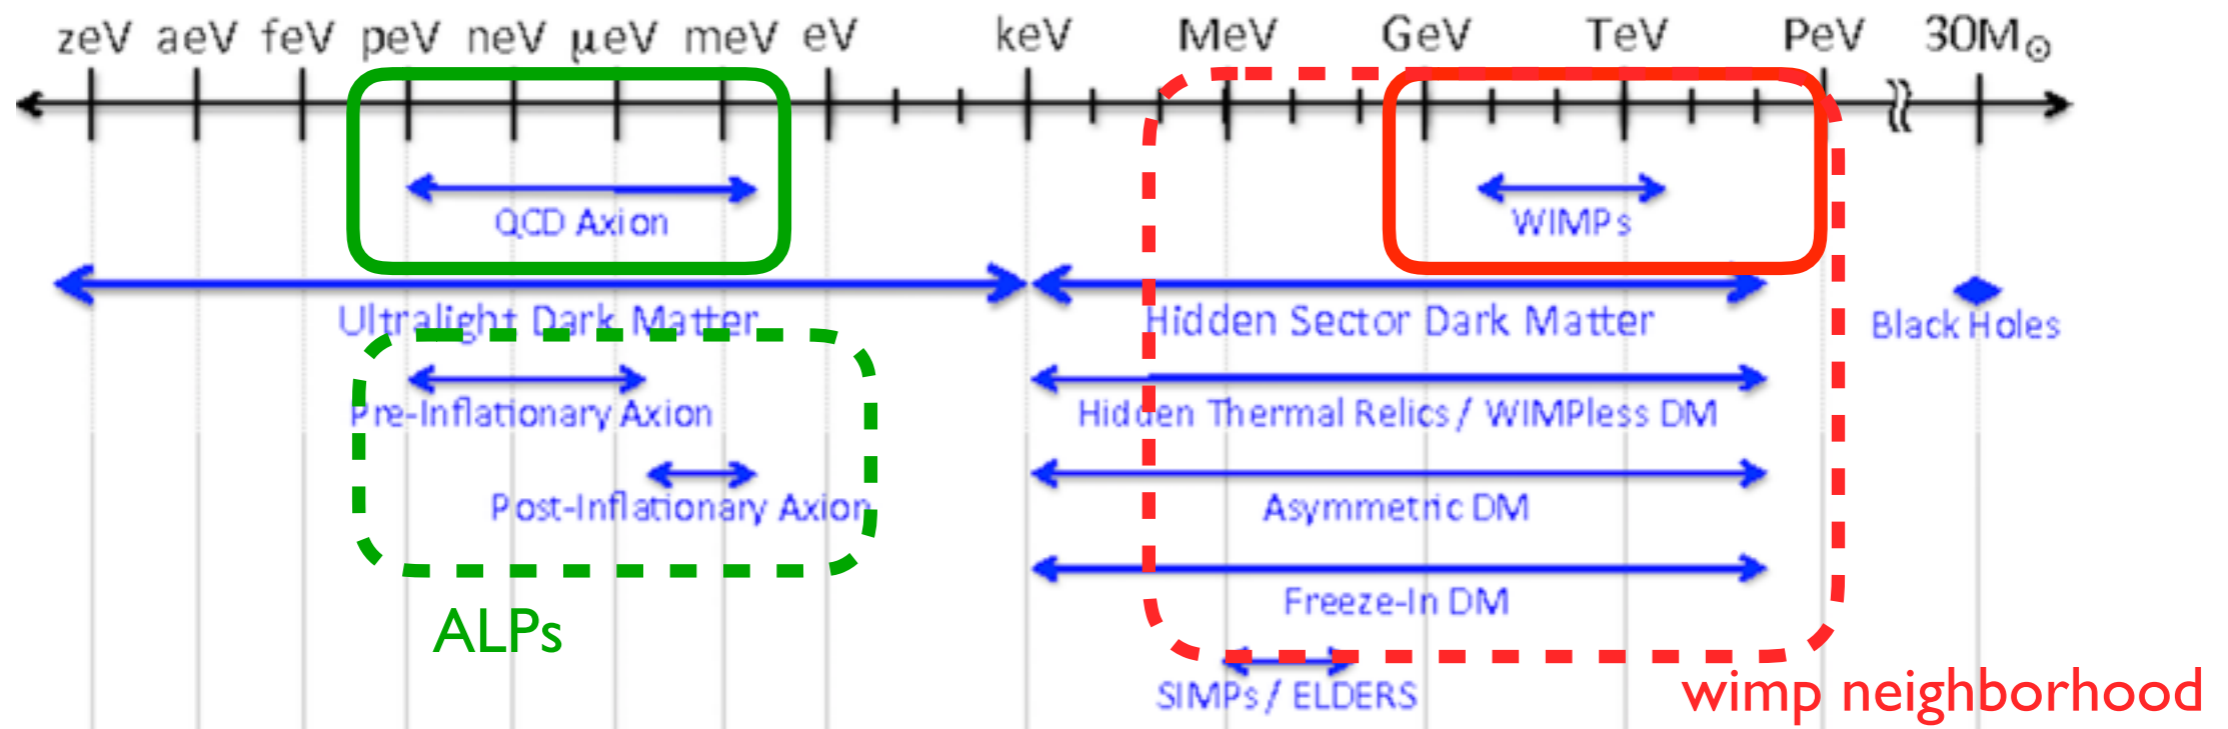 zeV aeV feV peV neV μeV meV eV keV MeV GeV TeV PeV 30M⊙
QCD Axion
WIMPs
Ultralight Dark Matter
Hidden Sector Dark Matter
Black Holes
Pre-Inflationary Axion
Hidden Thermal Relics / WIMPless DM
Post-Inflationary Axion
Asymmetric DM
Freeze-In DM
ALPs
SIMPs / ELDERS
wimp neighborhood